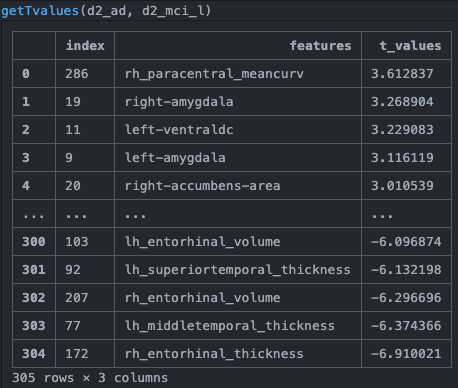 getTvalues(d2_ad, d2_mci_l)
index features t_values
0 286 rh_paracentral_meancurv 3.612837
1 19 right-amygdala 3.268904
2 11 left-ventraldc 3.229083
3 9 left-amygdala 3.116119
4 20 right-accumbens-area 3.010539
... ... ... ...
300 103 lh_entorhinal_volume -6.096874
301 92 lh_superiortemporal_thickness -6.132198
302 207 rh_entorhinal_volume -6.296696
303 77 lh_middletemporal_thickness -6.374366
304 172 rh_entorhinal_thickness -6.910021
305 rows × 3 columns